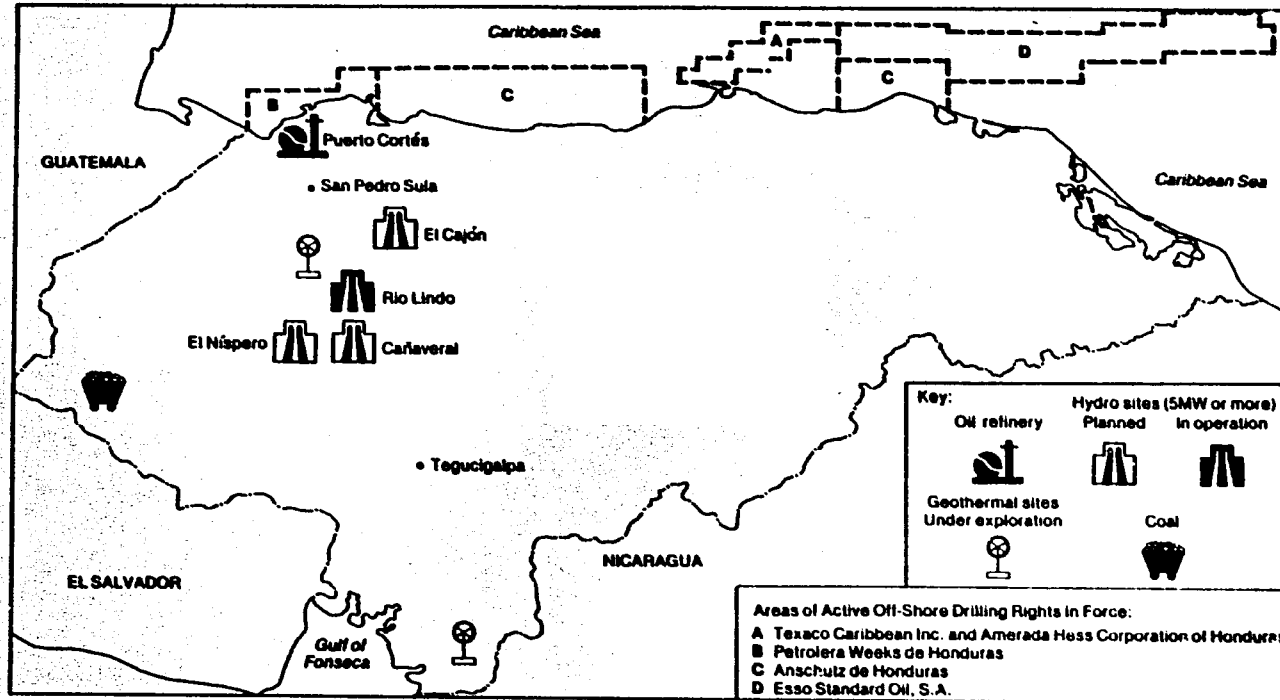 Caribbean Sea
A
D
B
C
C
Puerto Cortés
GUATEMALA
San Pedro Sula
Caribbean Sea
El Cajón
Rio Lindo
El Níspero
Cañaveral
Tegucigalpa
NICARAGUA
EL SALVADOR
Gulf of
Fonseca
Key:
Hydro sites (5MW or more)
Oil refinery
Planned
In operation
Geothermal sites
Under exploration
Coal
Areas of Active Off-Shore Drilling Rights In Force:
A Texaco Caribbean Inc. and Amerada Hess Corporation of Honduras
B Petrolera Weeks de Honduras
C Anschutz de Honduras
D Esso Standard Oil, S.A.